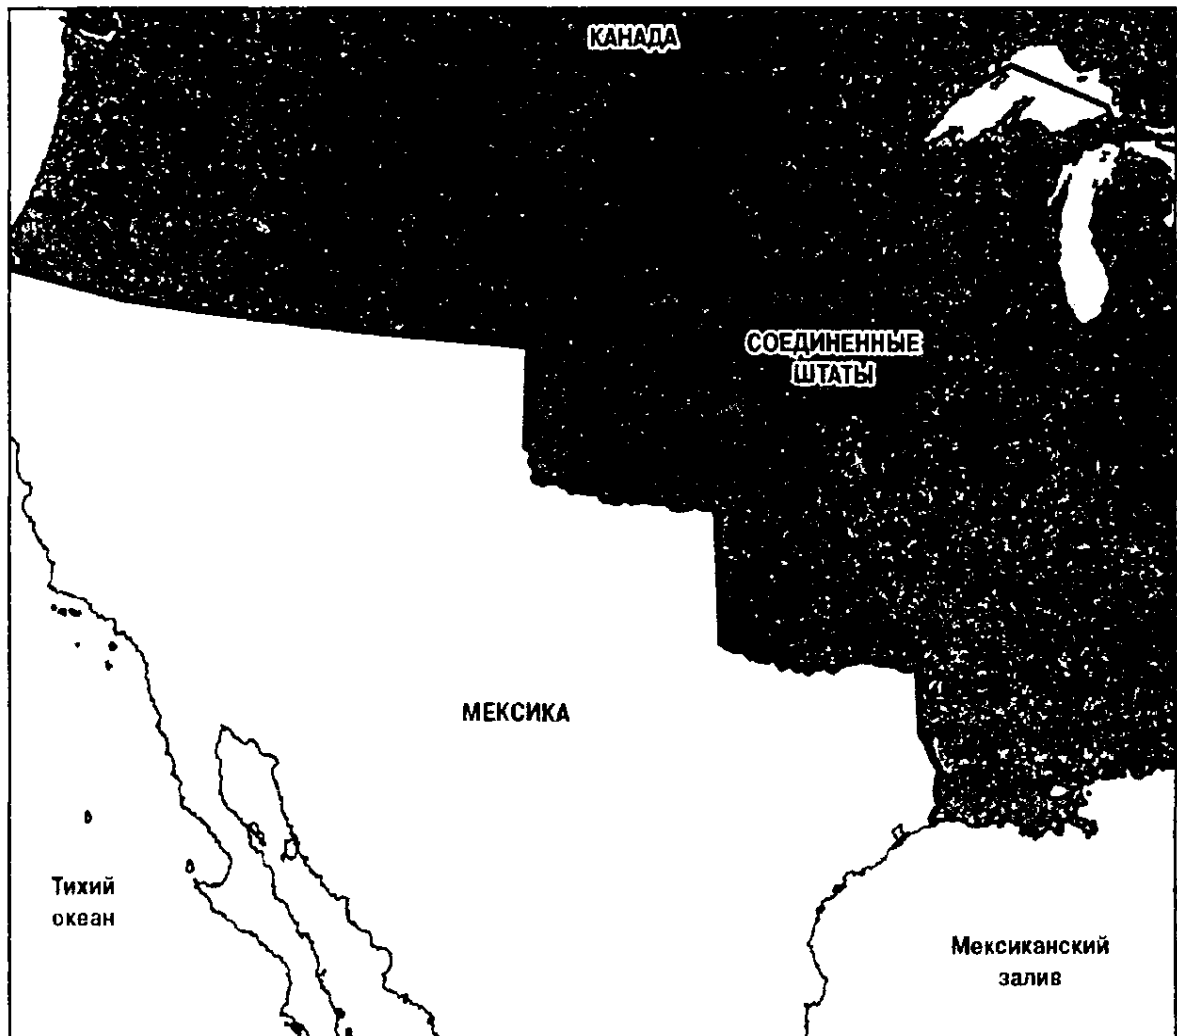 КАНАДА
СОЕДИНЕННЫЕ
ШТАТЫ
МЕКСИКА
Тихий
океан
Мексиканский
залив